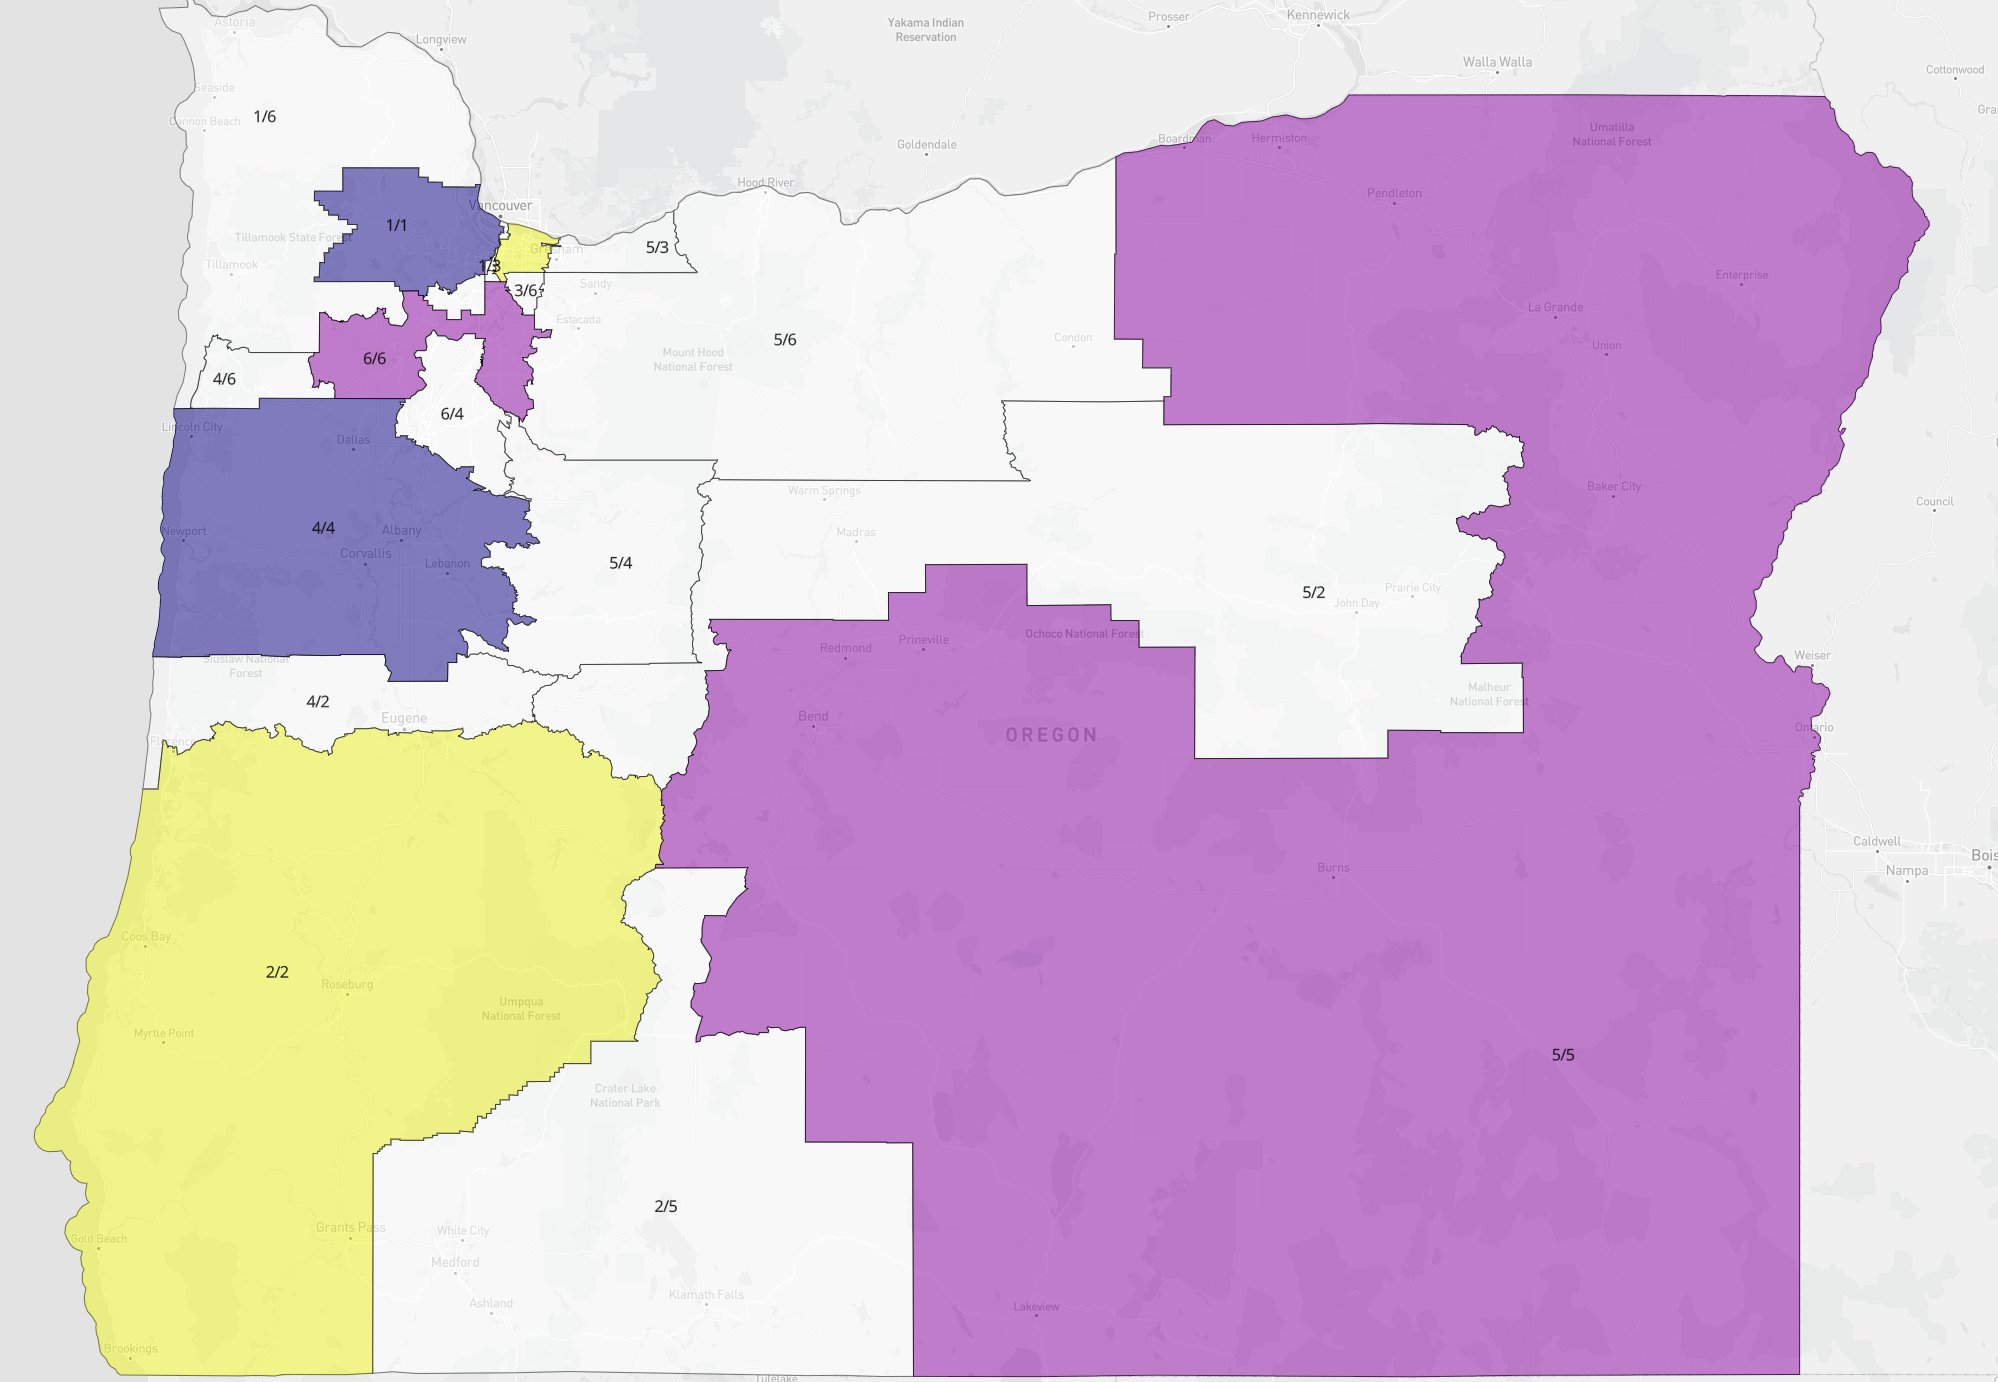 Astoria
Longview
Yakama Indian
Reservation
Prosser
Kennewick
Walla Walla
Cottonwood
Seaside
Cannon Beach
1/6
Goldendale
Boardman
Hermiston
Umatilla
National Forest
Hood River
Pendleton
Vancouver
1/1
Tillamook State Forest
Gresham
5/3
Tillamook
1/3
3/6
Sandy
Enterprise
La Grande
Estacada
5/6
Condon
Union
Mount Hood
National Forest
6/6
4/6
6/4
Lincoln City
Dallas
Warm Springs
Baker City
Council
Newport
4/4
Albany
Madras
Corvallis
Lebanon
5/4
5/2
Prairie City
John Day
Ochoco National Forest
Prineville
Redmond
Weiser
Siuslaw National
Forest
4/2
Malheur
National Forest
Eugene
Bend
OREGON
Ontario
Florence
Caldwell
Bois
Nampa
Burns
Coos Bay
2/2
Roseburg
Umpqua
National Forest
Myrtle Point
5/5
Crater Lake
National Park
2/5
Grants Pass
White City
Gold Beach
Medford
Klamath Falls
Ashland
Lakeview
Brookings
Tulelake